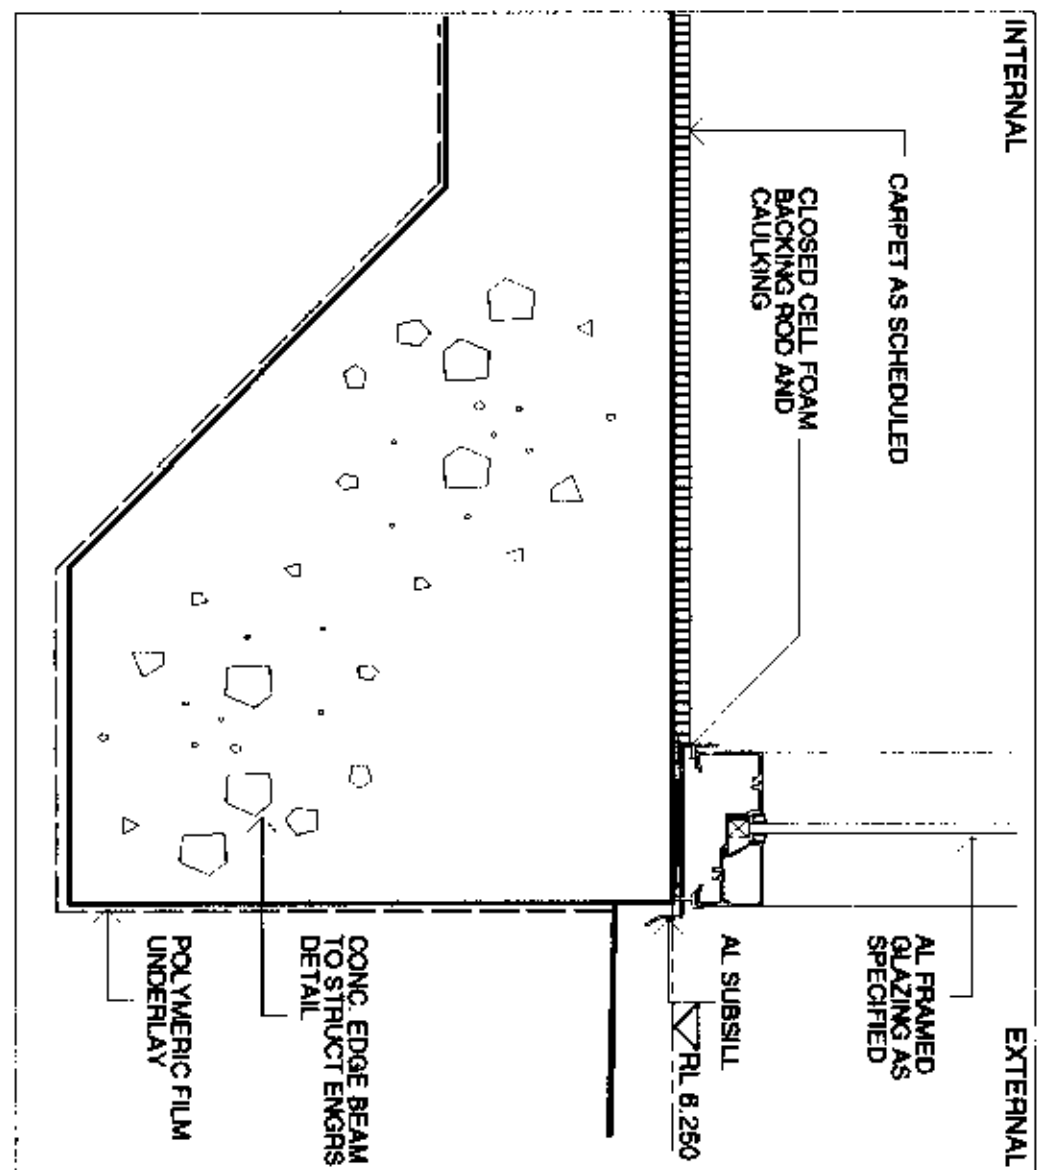 INTERNAL
EXTERNAL
CARPET AS SCHEDULED
CLOSED CELL FOAM
BACKING ROD AND
CAULKING
AL FRAMED
GLAZING AS
SPECIFIED
AL SUBSILL
RL 6.250
CONC. EDGE BEAM
TO STRUCT ENGRS
DETAIL
POLYMERIC FILM
UNDERLAY